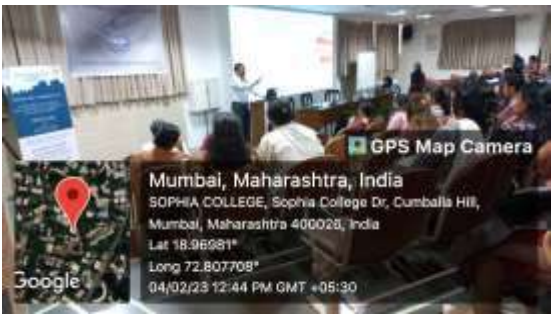 GPS Map Camera
Mumbai, Maharashtra, India
SOPHIA COLLEGE, Sophia College Dr, Cumballa Hill,
Mumbai, Maharashtra 400026, India
Lat 18.96981°
Long 72.807709°
04/02/23 12:44 PM GMT +05:30
Google